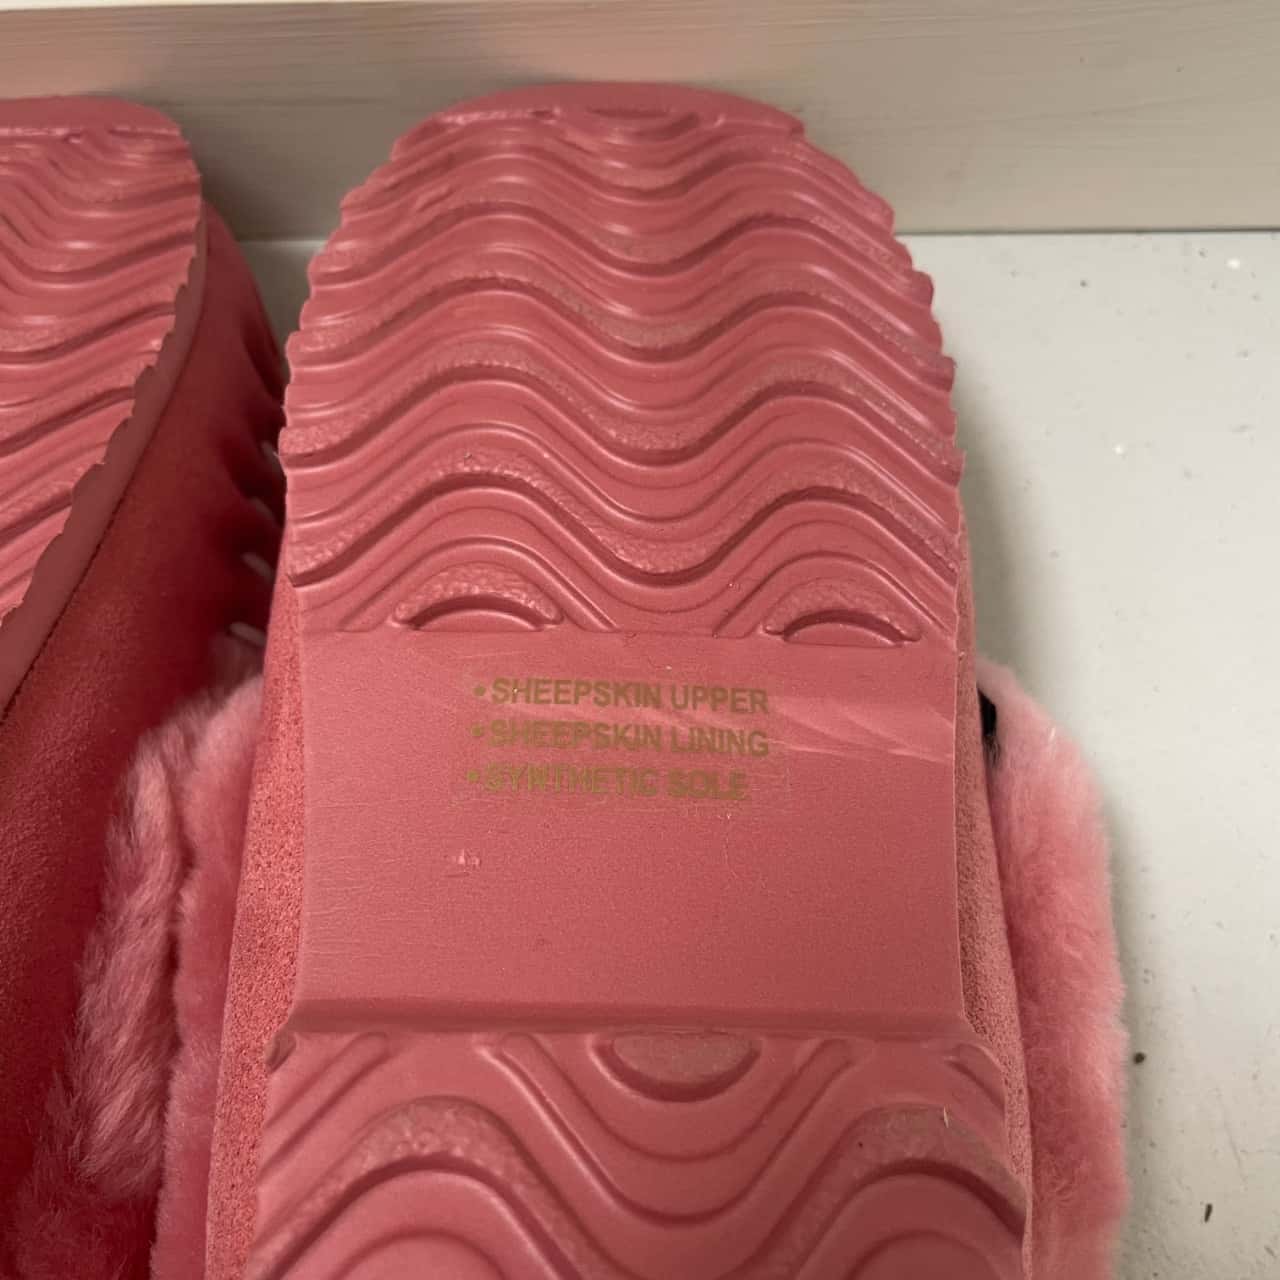 •SHEEPSKIN UPPER
•SHEEPSKIN LINING
•SYNTHETIC SOLE